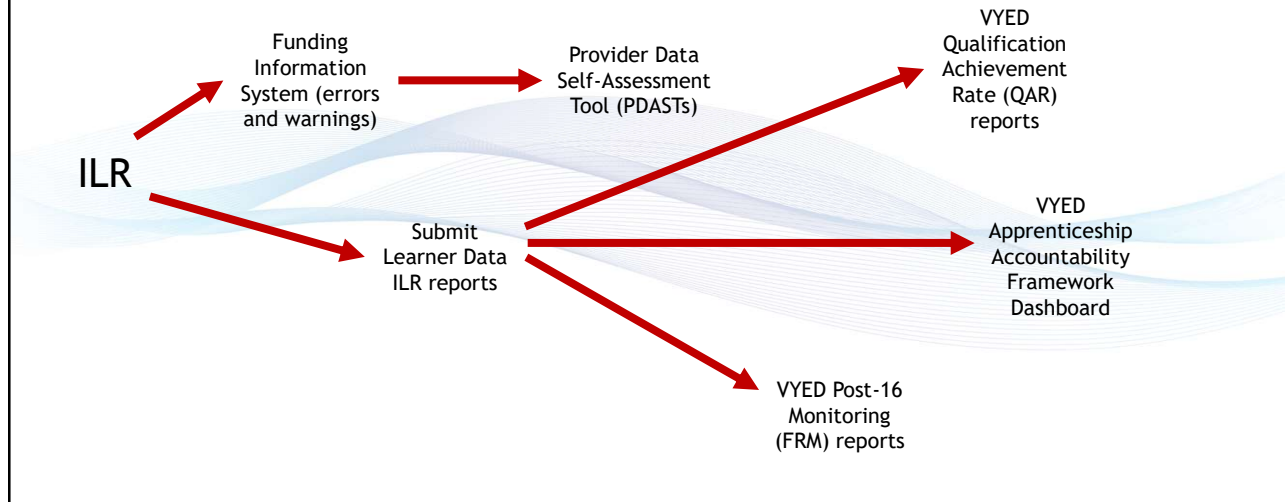 ILR
Funding
Information
System (errors
and warnings)
Provider Data
Self-Assessment
Tool (PDASTs)
VYED
Qualification
Achievement
Rate (QAR)
reports
Submit
Learner Data
ILR reports
VYED
Apprenticeship
Accountability
Framework
Dashboard
VYED Post-16
Monitoring
(FRM) reports